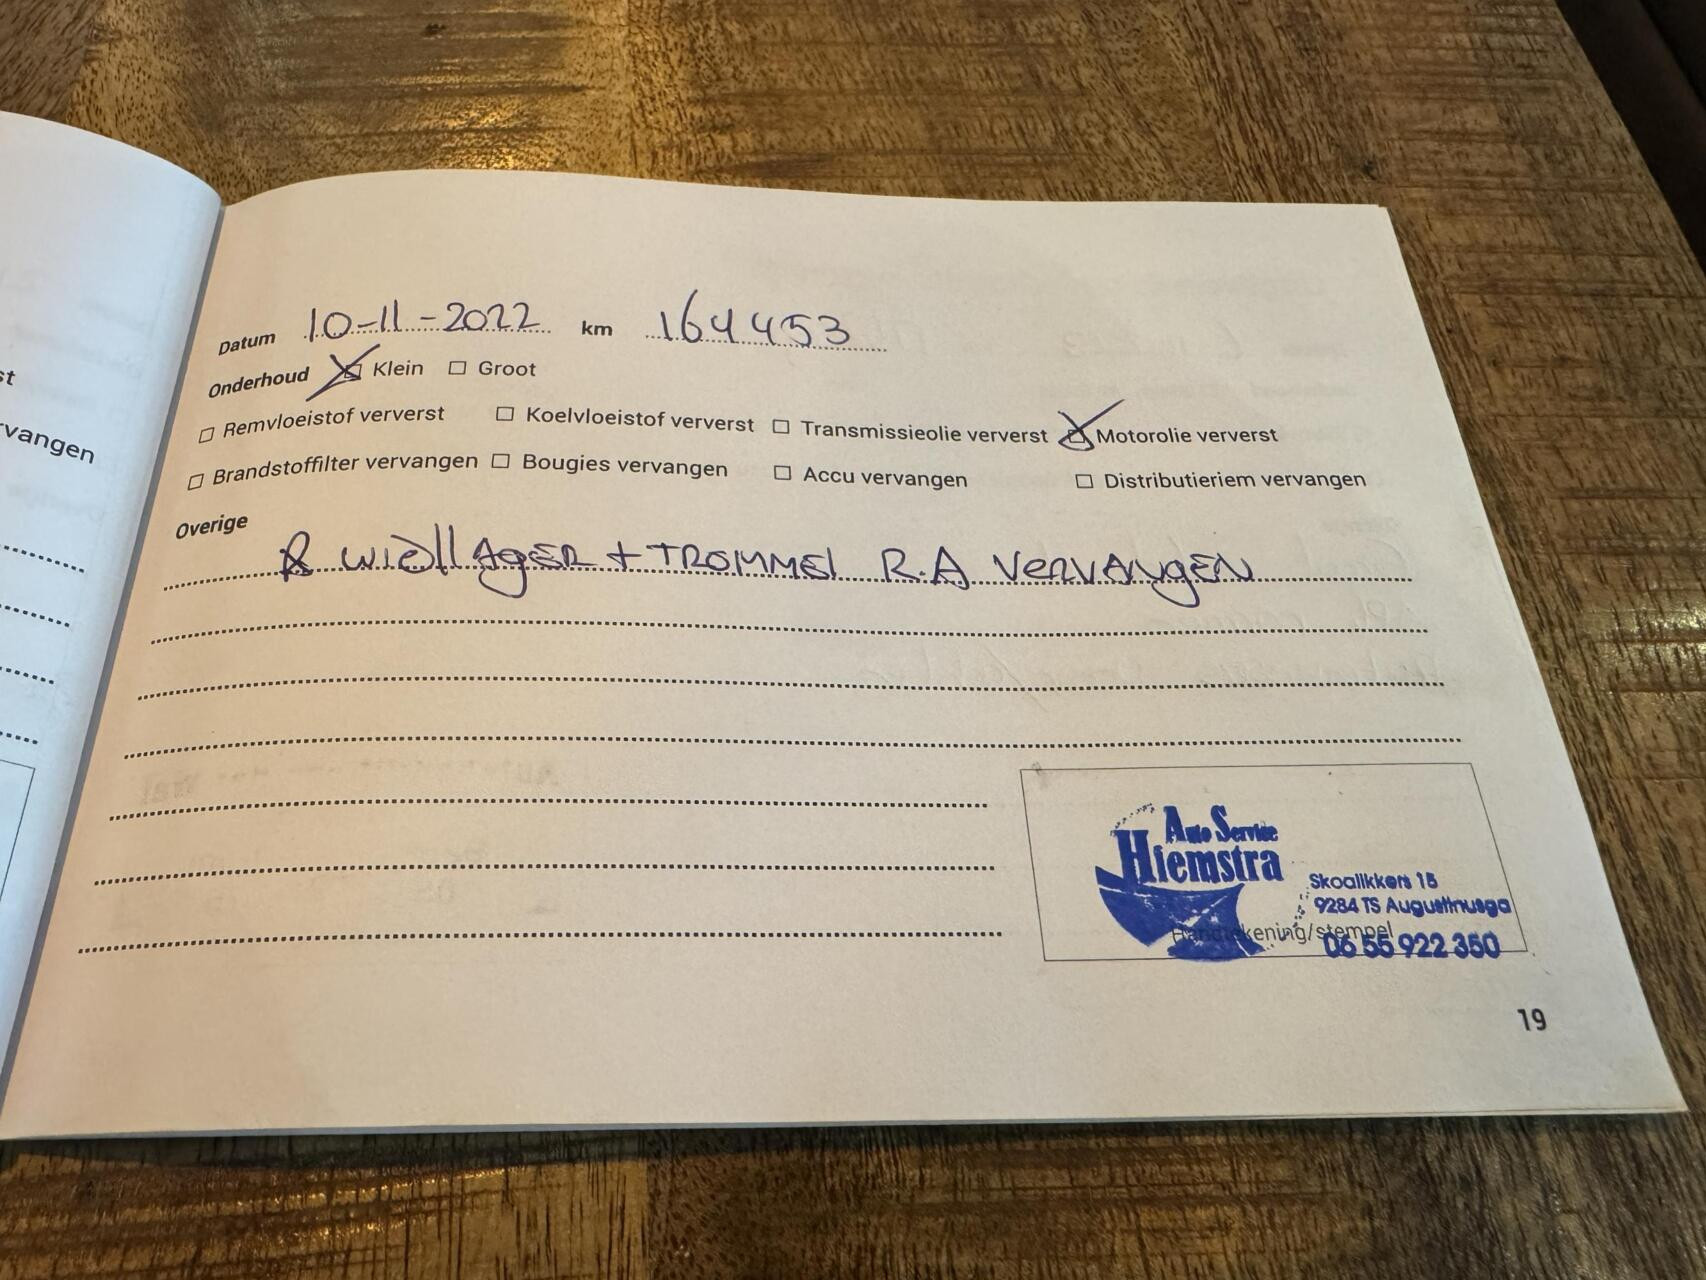 st
rvangen
Datum 10-11-2022 km 164453
Onderhoud Klein Groot
Remvloeistof ververst Koelvloeistof ververst Transmissieolie ververst Motorolie ververst
Brandstoffilter vervangen Bougies vervangen Accu vervangen Distributieriem vervangen
Overige
wiellAgER + TROMMEl R.A VERVANgEN
Auto Service
Hiemstra
Skoallikkers 15
9284 TS Augustinusga
Handtekening/stempel
06 55 922 350
19